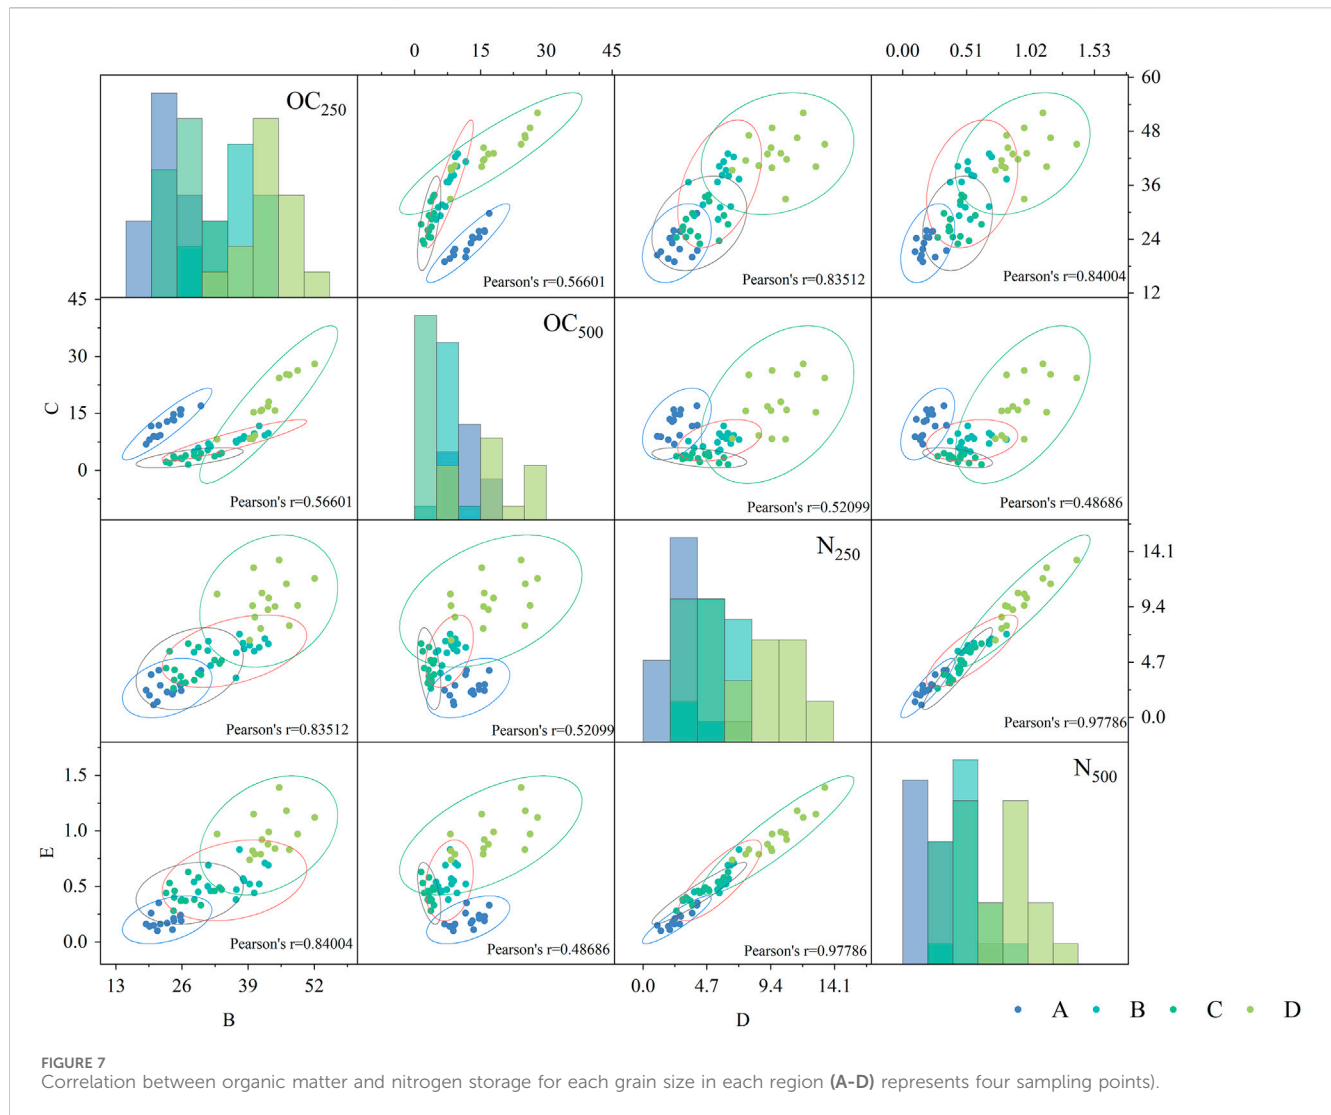 0 15 30 45 0.00 0.51 1.02 1.53
OC250
60
48
36
24
12
Pearson's r=0.56601
Pearson's r=0.83512
Pearson's r=0.84004
45
30
15
0
C
OC500
Pearson's r=0.56601
Pearson's r=0.52099
Pearson's r=0.48686
N250
14.1
9.4
4.7
0.0
Pearson's r=0.83512
Pearson's r=0.52099
Pearson's r=0.97786
1.5
1.0
0.5
0.0
E
N500
Pearson's r=0.84004
Pearson's r=0.48686
Pearson's r=0.97786
13 26 39 52 0.0 4.7 9.4 14.1
B D
A B C D
FIGURE 7
Correlation between organic matter and nitrogen storage for each grain size in each region (A-D) represents four sampling points).